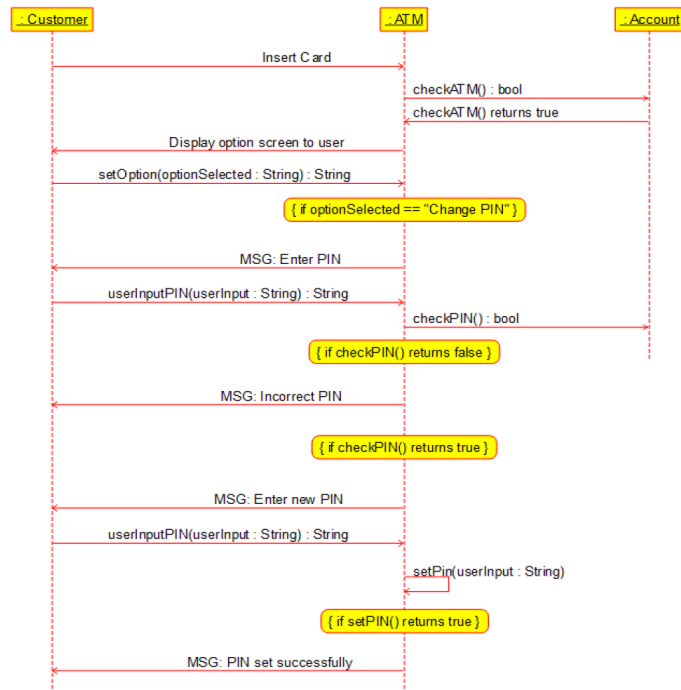 : Customer : ATM : Account
Insert Card
checkATM() : bool
checkATM() returns true
Display option screen to user
setOption(optionSelected : String) : String
{ if optionSelected == "Change PIN" }
MSG: Enter PIN
userInputPIN(userInput : String) : String
checkPIN() : bool
{ if checkPIN() returns false }
MSG: Incorrect PIN
{ if checkPIN() returns true }
MSG: Enter new PIN
userInputPIN(userInput : String) : String
setPin(userInput : String)
{ if setPIN() returns true }
MSG: PIN set successfully